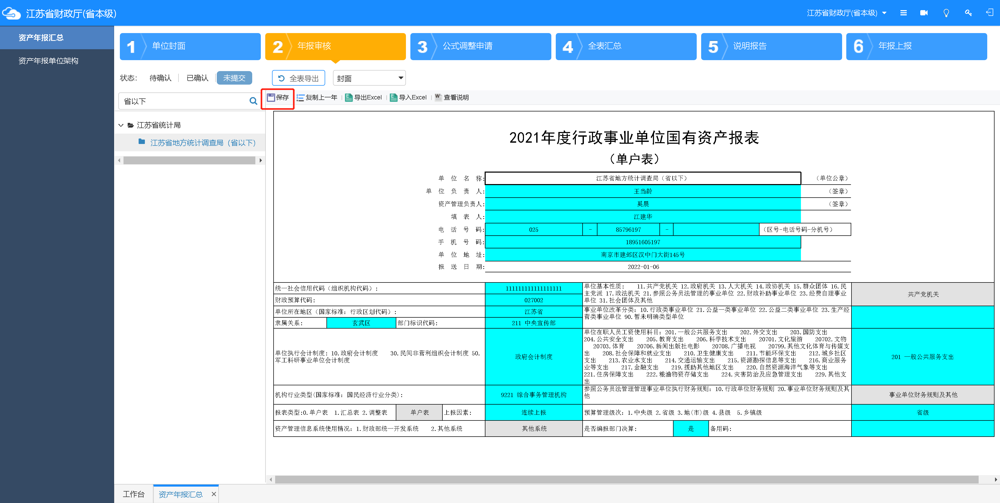 江苏省财政厅(省本级)
江苏省财政厅(省本级)
资产年报汇总
资产年报单位架构
1 单位封面
2 年报审核
3 公式调整申请
4 全表汇总
5 说明报告
6 年报上报
状态： 待确认 已确认 未提交
全表导出 封面
省以下
保存 复制上一年 导出Excel 导入Excel 查看说明
江苏省统计局
江苏省地方统计调查局（省以下）
2021年度行政事业单位国有资产报表
（单户表）
单 位 名 称: 江苏省地方统计调查局（省以下） （单位公章）
单 位 负 责 人: 王当龄 （签章）
资产管理负责人: 奚晨 （签章）
填 表 人: 江建华
电 话 号 码: 025 - 85796197 - （区号-电话号码-分机号）
手 机 号 码: 18951605197
单 位 地 址: 南京市建邺区汉中门大街145号
报 送 日 期: 2022-01-06
统一社会信用代码（组织机构代码）: 111111111111111111
财政预算代码: 027002
单位所在地区（国家标准: 行政区划代码）: 江苏省
隶属关系: 玄武区 部门标识代码: 211 中央宣传部
单位基本性质: 11.共产党机关 12.政府机关 13.人大机关 14.政协机关 15.群众团体 16.民
主党派 17.政法机关 21.参照公务员法管理的事业单位 22.财政补助事业单位 23.经费自理事业
单位 31.社会团体及其他
共产党机关
事业单位改革分类: 10.行政类事业单位 21.公益一类事业单位 22.公益二类事业单位 23.生产经
营类事业单位 90.暂未明确类型单位
单位执行会计制度: 10.政府会计制度 30.民间非营利组织会计制度 50.
军工科研事业单位会计制度
政府会计制度
单位在职人员工资使用科目: 201.一般公共服务支出 202.外交支出 203.国防支出
204.公共安全支出 205.教育支出 206.科学技术支出 20701.文化旅游 20702.文物
20703.体育 20706.新闻出版社电影 20708.广播电视 20799.其他文化体育与传媒支
出 208.社会保障和就业支出 210.卫生健康支出 211.节能环保支出 212.城乡社区
支出 213.农业水支出 214.交通运输支出 215.资源勘探信息等支出 216.商业服务
业等支出 217.金融支出 219.援助其他地区支出 220.自然资源海洋气象等支出
221.住房保障支出 222.粮油物资存储支出 224.灾害防治及应急管理支出 229.其他支
出
201 一般公共服务支出
机构行业类型(国家标准: 国民经济行业分类): 9221 综合事务管理机构
参照公务员法管理管理事业单位执行财务规则: 10.行政单位财务规则 20.事业单位财务规则及其
他
事业单位财务规则及其他
报表类型:0.单户表 1.汇总表 2.调整表 单户表 上报因素: 连续上报 预算管理级次: 1.中央级 2.省级 3.地(市)级 4.县级 5.乡镇级 省级
资产管理信息系统使用情况: 1.财政部统一开发系统 2.其他系统 其他系统 是否编报部门决算: 是 备用码:
工作台 资产年报汇总 ×